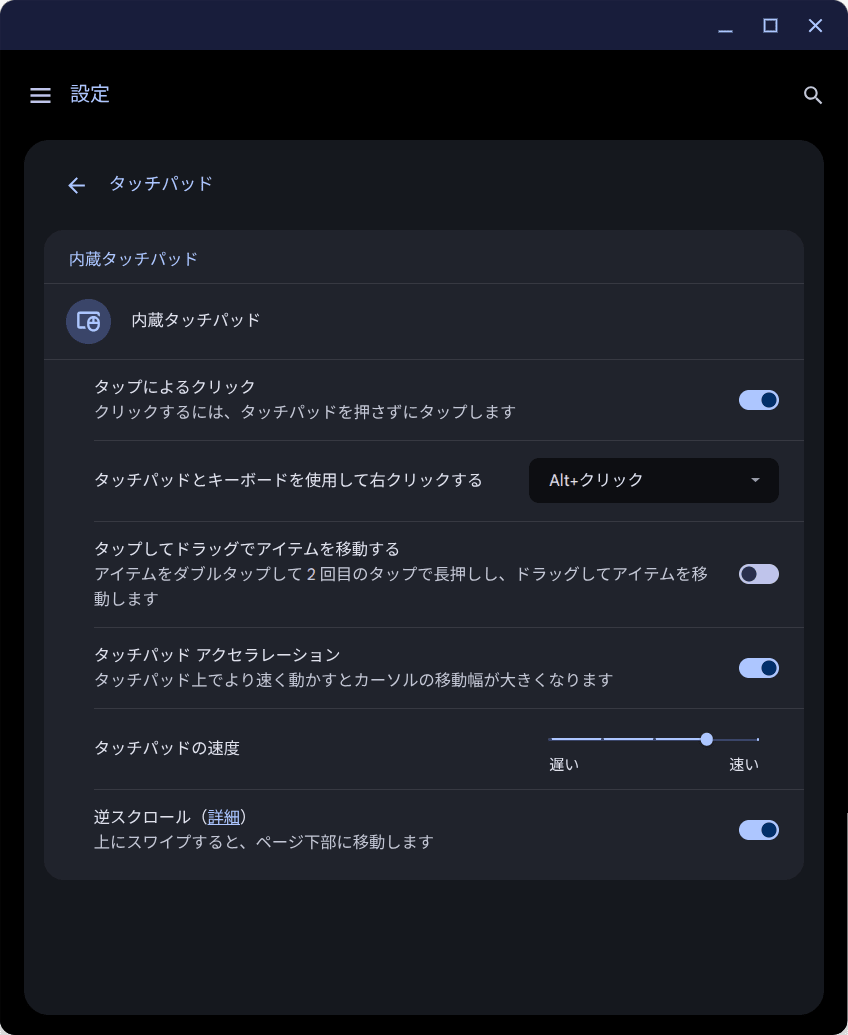 設定
タッチパッド
内蔵タッチパッド
内蔵タッチパッド
タップによるクリック
クリックするには、タッチパッドを押さずにタップします
タッチパッドとキーボードを使用して右クリックする
Alt+クリック
タップしてドラッグでアイテムを移動する
アイテムをダブルタップして 2 回目のタップで長押しし、ドラッグしてアイテムを移
動します
タッチパッド アクセラレーション
タッチパッド上でより速く動かすとカーソルの移動幅が大きくなります
タッチパッドの速度
遅い
速い
逆スクロール（詳細）
上にスワイプすると、ページ下部に移動します